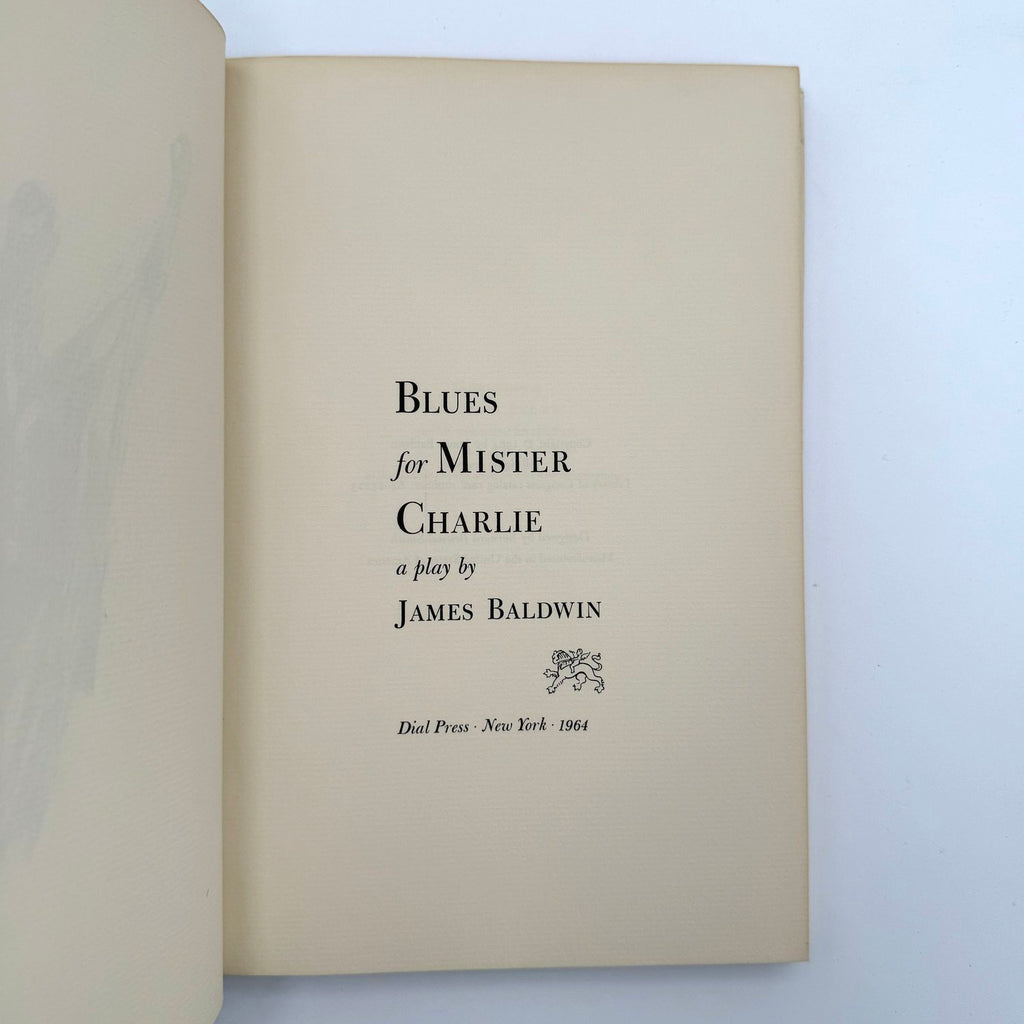 BLUES
for MISTER
CHARLIE
a play by
JAMES BALDWIN
Dial Press · New York · 1964